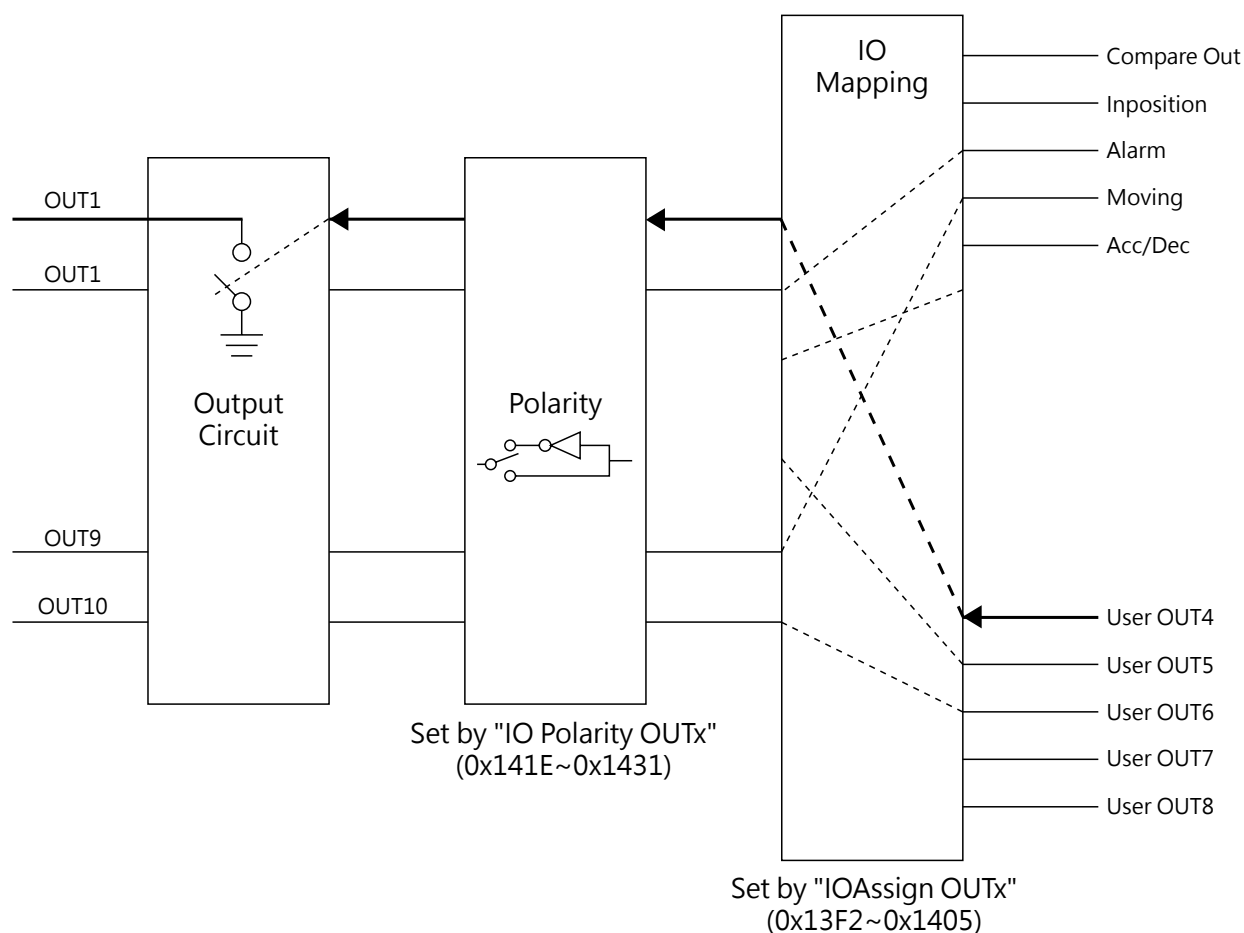 IO
Mapping
Compare Out
Inposition
Alarm
Moving
Acc/Dec
OUT1
OUT1
Output
Circuit
Polarity
OUT9
OUT10
User OUT4
User OUT5
User OUT6
User OUT7
User OUT8
Set by "IO Polarity OUTx"
(0x141E~0x1431)
Set by "IOAssign OUTx"
(0x13F2~0x1405)